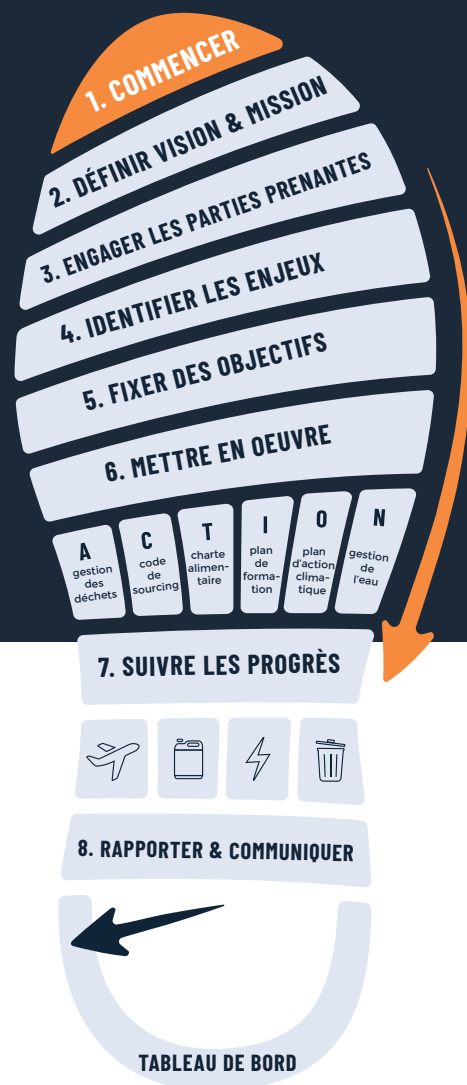 1. COMMENCER
2. DÉFINIR VISION & MISSION
3. ENGAGER LES PARTIES PRENANTES
4. IDENTIFIER LES ENJEUX
5. FIXER DES OBJECTIFS
6. METTRE EN OEUVRE
A
gestion
des
déchets
C
code
de
sourcing
T
charte
alimen-
taire
I
plan
de
forma-
tion
O
plan
d'action
clima-
tique
N
gestion
de
l'eau
7. SUIVRE LES PROGRÈS
8. RAPPORTER & COMMUNIQUER
TABLEAU DE BORD